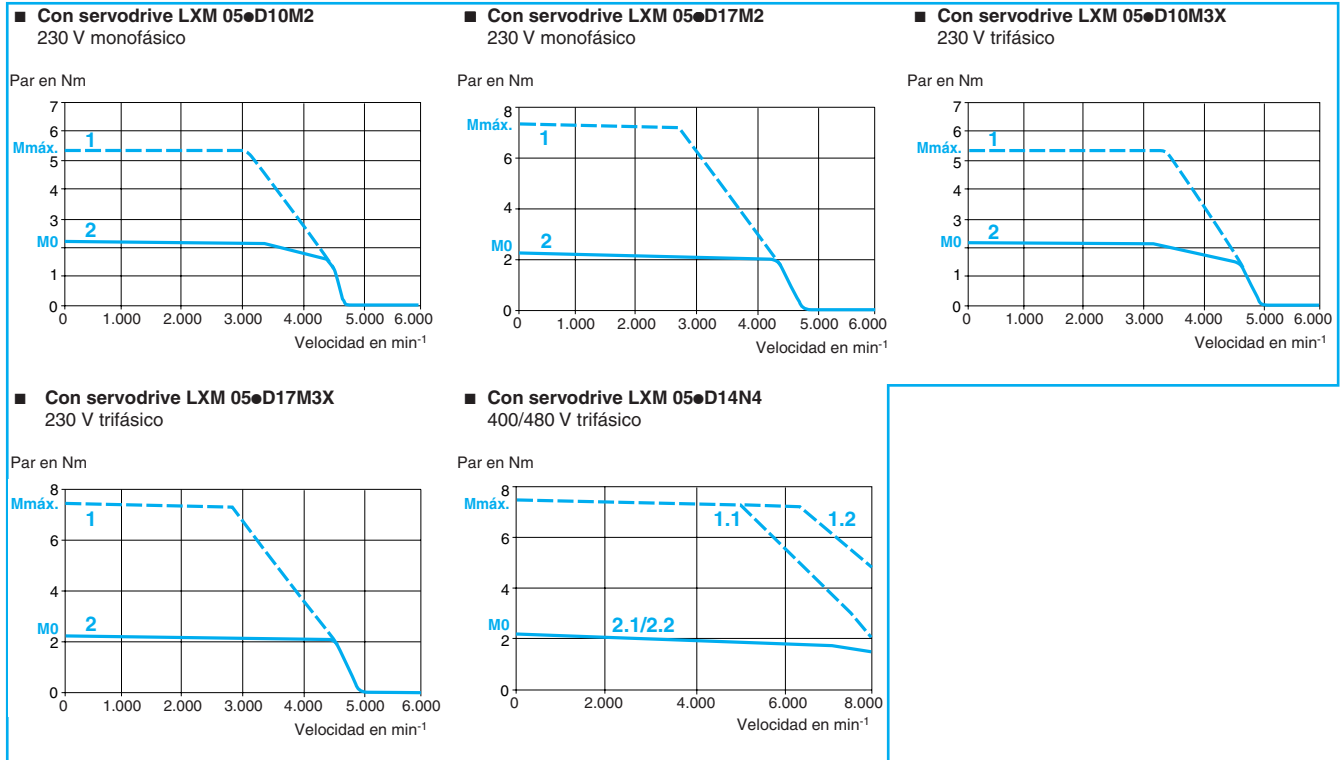 ■ Con servodrive LXM 05●D10M2
230 V monofásico
Par en Nm
7
6
Mmáx.
5
4
3
M0
1
0
1
2
0 1.000 2.000 3.000 4.000 5.000 6.000
Velocidad en min-1
■ Con servodrive LXM 05●D17M2
230 V monofásico
Par en Nm
8
Mmáx.
6
4
M0
2
0
1
2
0 1.000 2.000 3.000 4.000 5.000 6.000
Velocidad en min-1
■ Con servodrive LXM 05●D10M3X
230 V trifásico
Par en Nm
7
6
Mmáx.
5
4
3
M0
1
0
1
2
0 1.000 2.000 3.000 4.000 5.000 6.000
Velocidad en min-1
■ Con servodrive LXM 05●D17M3X
230 V trifásico
Par en Nm
8
Mmáx.
6
4
M0
2
0
1
2
0 1.000 2.000 3.000 4.000 5.000 6.000
Velocidad en min-1
■ Con servodrive LXM 05●D14N4
400/480 V trifásico
Par en Nm
8
Mmáx.
6
4
M0
2
0
1.1 1.2
2.1/2.2
0 2.000 4.000 6.000 8.000
Velocidad en min-1